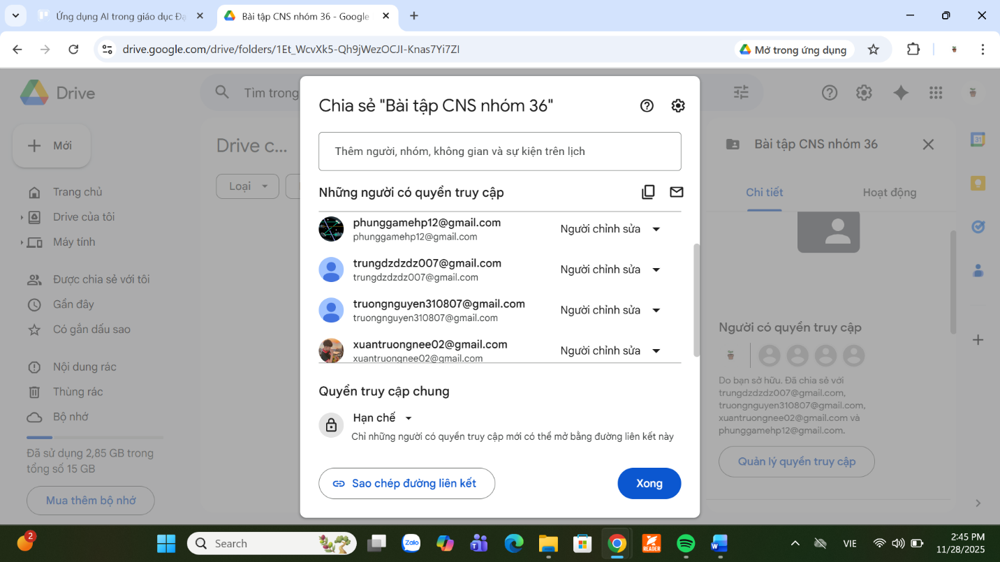 Ứng dụng AI trong giáo dục Đạ
Bài tập CNS nhóm 36 - Google
drive.google.com/drive/folders/1Et_WcvXk5-Qh9jWezOCJI-Knas7Yi7ZI
Mở trong ứng dụng
Drive
Tìm trong
Chia sẻ "Bài tập CNS nhóm 36"
Mới
Drive c...
Thêm người, nhóm, không gian và sự kiện trên lịch
Bài tập CNS nhóm 36
31
Loại
Những người có quyền truy cập
Chi tiết
Hoạt động
Trang chủ
Drive của tôi
Máy tính
Được chia sẻ với tôi
Gần đây
Có gắn dấu sao
Nội dung rác
Thùng rác
Bộ nhớ
Đã sử dụng 2,85 GB trong
tổng số 15 GB
Mua thêm bộ nhớ
phunggamehp12@gmail.com
phunggamehp12@gmail.com
Người chỉnh sửa
trungdzdzdz007@gmail.com
trungdzdzdz007@gmail.com
Người chỉnh sửa
truongnguyen310807@gmail.com
truongnguyen310807@gmail.com
Người chỉnh sửa
xuantruongnee02@gmail.com
xuantruongnee02@gmail.com
Người chỉnh sửa
Quyền truy cập chung
Hạn chế
Chỉ những người có quyền truy cập mới có thể mở bằng đường liên kết này
Sao chép đường liên kết
Xong
Người có quyền truy cập
Do bạn sở hữu. Đã chia sẻ với
trungdzdzdz007@gmail.com,
truongnguyen310807@gmail.com,
xuantruongnee02@gmail.com và
phunggamehp12@gmail.com.
Quản lý quyền truy cập
2
Search
Zalo
READER
VIE
2:45 PM
11/28/2025